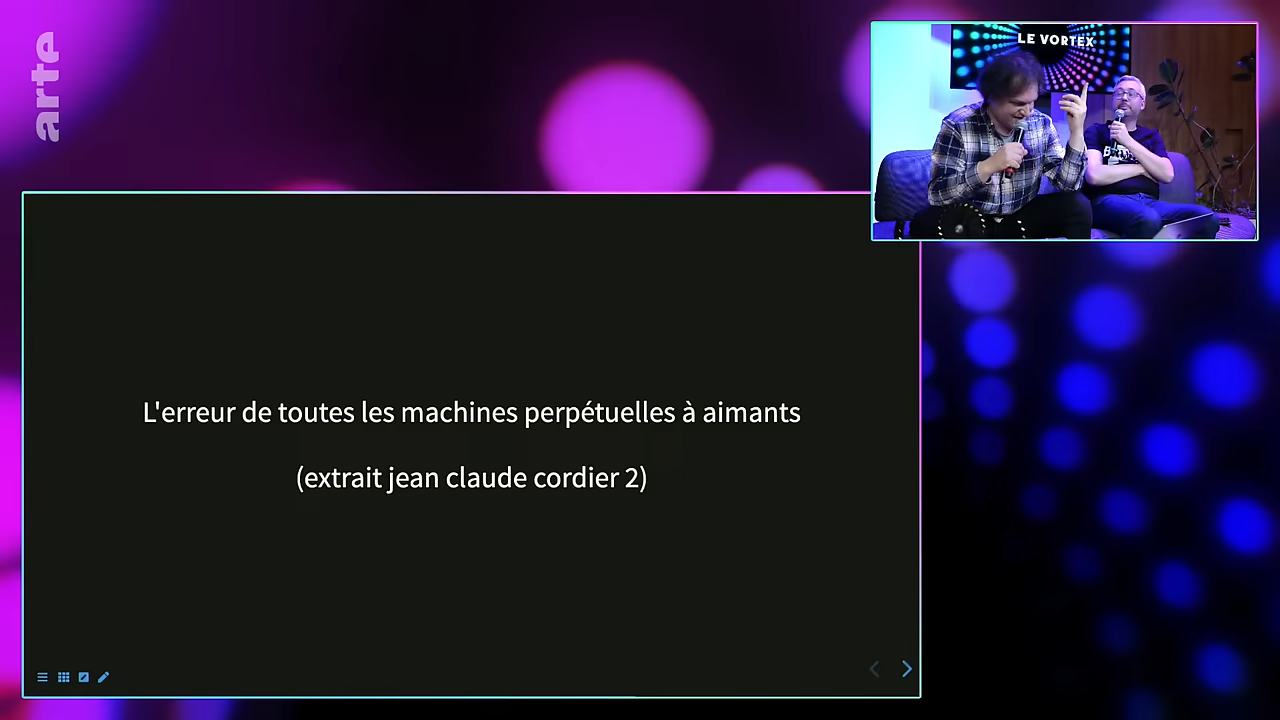 arte
LE VORTEX
L'erreur de toutes les machines perpétuelles à aimants
(extrait jean claude cordier 2)